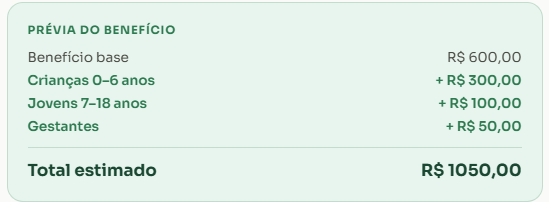 PRÉVIA DO BENEFÍCIO
Benefício base R$ 600,00
Crianças 0–6 anos + R$ 300,00
Jovens 7–18 anos + R$ 100,00
Gestantes + R$ 50,00
Total estimado R$ 1050,00